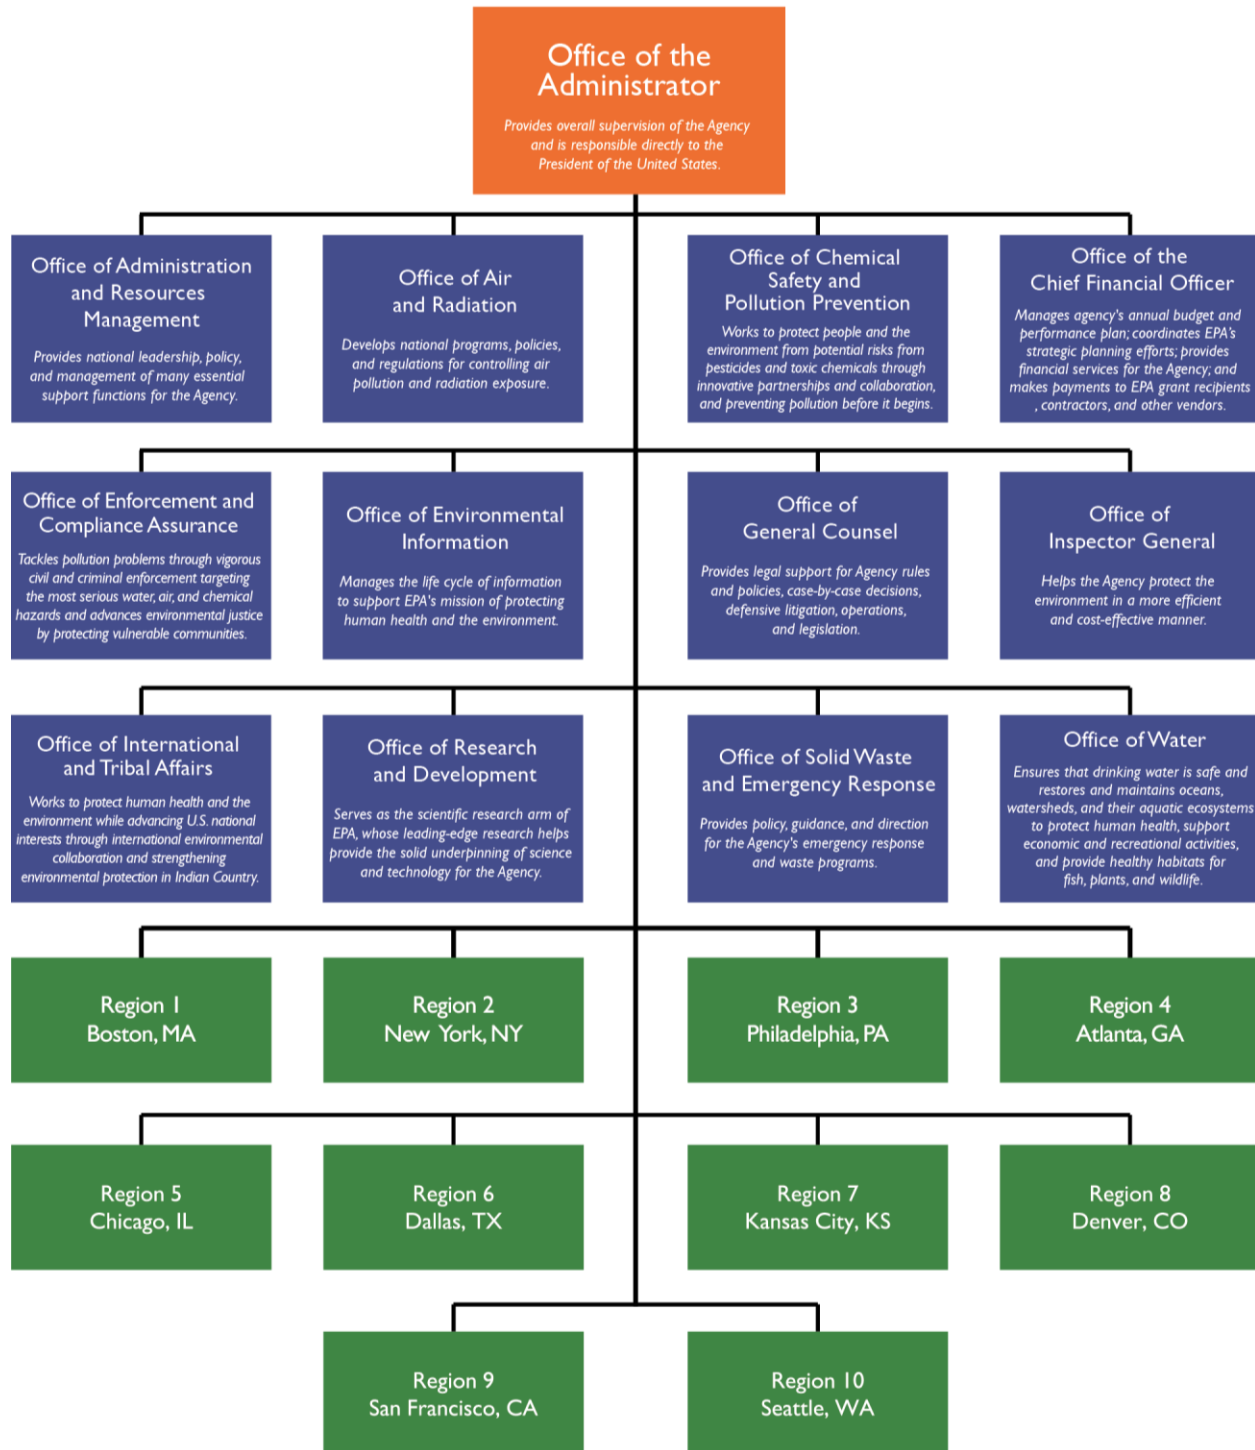 Office of the
Administrator
Provides overall supervision of the Agency
and is responsible directly to the
President of the United States.
Office of Administration
and Resources
Management
Provides national leadership, policy,
and management of many essential
support functions for the Agency.
Office of Air
and Radiation
Develops national programs, policies,
and regulations for controlling air
pollution and radiation exposure.
Office of Chemical
Safety and
Pollution Prevention
Works to protect people and the
environment from potential risks from
pesticides and toxic chemicals through
innovative partnerships and collaboration,
and preventing pollution before it begins.
Office of the
Chief Financial Officer
Manages agency's annual budget and
performance plan; coordinates EPA's
strategic planning efforts; provides
financial services for the Agency; and
makes payments to EPA grant recipients
, contractors, and other vendors.
Office of Enforcement and
Compliance Assurance
Tackles pollution problems through vigorous
civil and criminal enforcement targeting
the most serious water, air, and chemical
hazards and advances environmental justice
by protecting vulnerable communities.
Office of Environmental
Information
Manages the life cycle of information
to support EPA's mission of protecting
human health and the environment.
Office of
General Counsel
Provides legal support for Agency rules
and policies, case-by-case decisions,
defensive litigation, operations,
and legislation.
Office of
Inspector General
Helps the Agency protect the
environment in a more efficient
and cost-effective manner.
Office of International
and Tribal Affairs
Works to protect human health and the
environment while advancing U.S. national
interests through international environmental
collaboration and strengthening
environmental protection in Indian Country.
Office of Research
and Development
Serves as the scientific research arm of
EPA, whose leading-edge research helps
provide the solid underpinning of science
and technology for the Agency.
Office of Solid Waste
and Emergency Response
Provides policy, guidance, and direction
for the Agency's emergency response
and waste programs.
Office of Water
Ensures that drinking water is safe and
restores and maintains oceans,
watersheds, and their aquatic ecosystems
to protect human health, support
economic and recreational activities,
and provide healthy habitats for
fish, plants, and wildlife.
Region 1
Boston, MA
Region 2
New York, NY
Region 3
Philadelphia, PA
Region 4
Atlanta, GA
Region 5
Chicago, IL
Region 6
Dallas, TX
Region 7
Kansas City, KS
Region 8
Denver, CO
Region 9
San Francisco, CA
Region 10
Seattle, WA